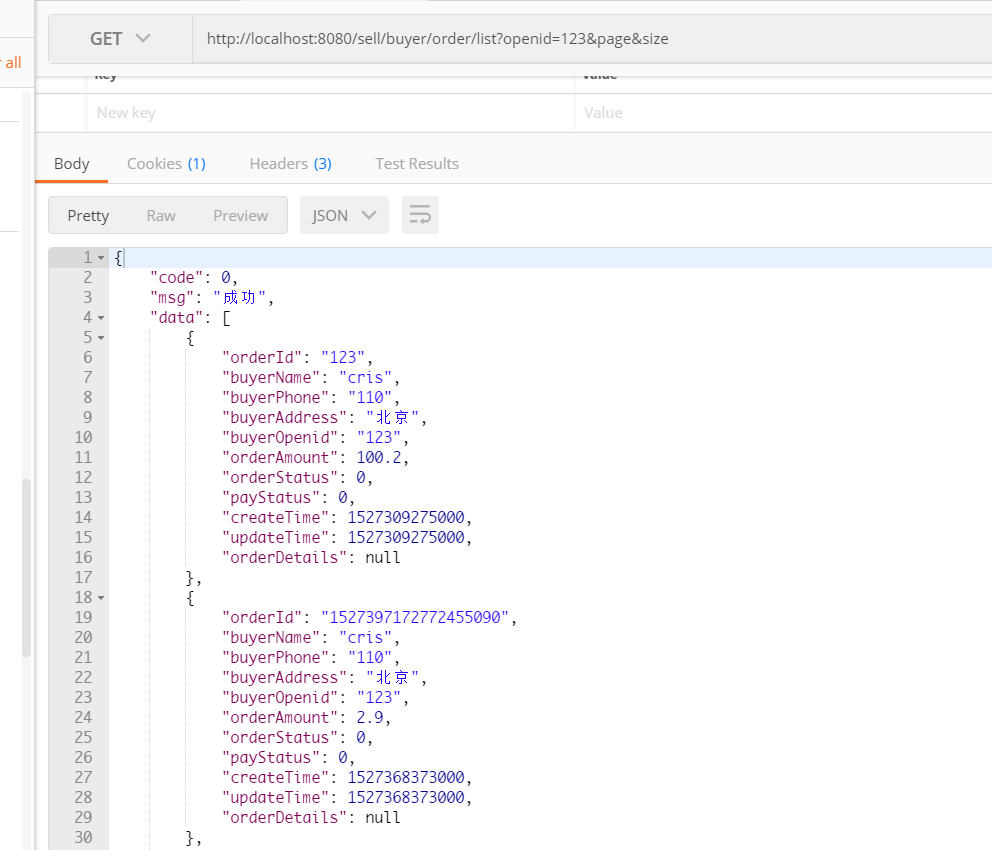 GET
http://localhost:8080/sell/buyer/order/list?openid=123&page&size
all
New key
Value
Body
Cookies (1)
Headers (3)
Test Results
Pretty
Raw
Preview
JSON
1 {
2 "code": 0,
3 "msg": "成功",
4 "data": [
5 {
6 "orderId": "123",
7 "buyerName": "cris",
8 "buyerPhone": "110",
9 "buyerAddress": "北京",
10 "buyerOpenid": "123",
11 "orderAmount": 100.2,
12 "orderStatus": 0,
13 "payStatus": 0,
14 "createTime": 1527309275000,
15 "updateTime": 1527309275000,
16 "orderDetails": null
17 },
18 {
19 "orderId": "1527397172772455090",
20 "buyerName": "cris",
21 "buyerPhone": "110",
22 "buyerAddress": "北京",
23 "buyerOpenid": "123",
24 "orderAmount": 2.9,
25 "orderStatus": 0,
26 "payStatus": 0,
27 "createTime": 1527368373000,
28 "updateTime": 1527368373000,
29 "orderDetails": null
30 },